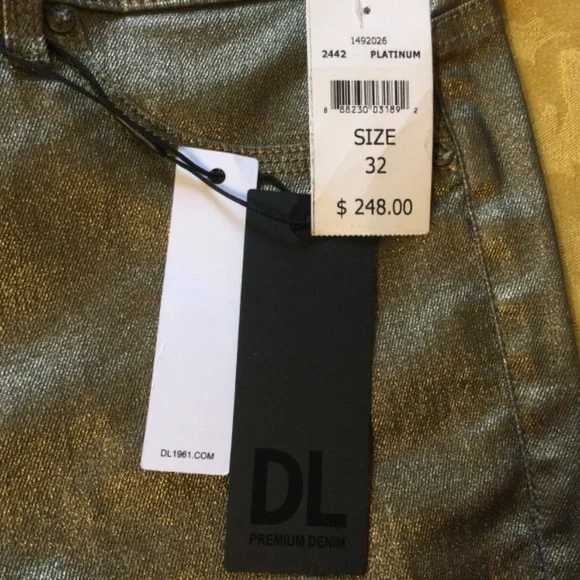 1492026
2442 PLATINUM
8 88230 03189 2
SIZE
32
$ 248.00
DL1961.COM
DL
PREMIUM DENIM